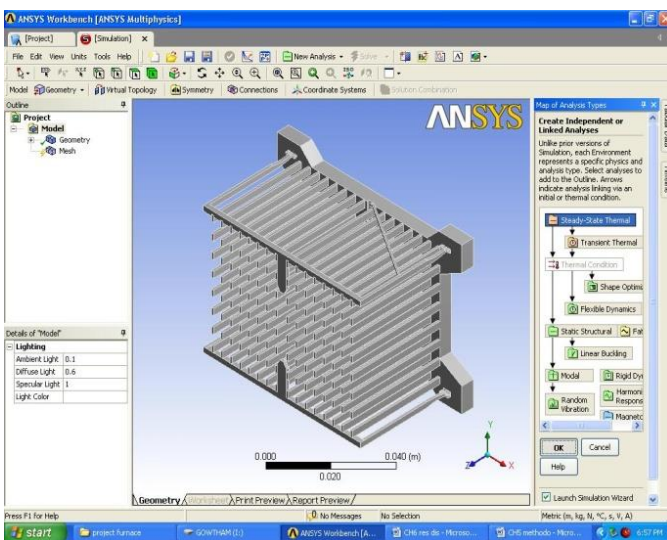 ANSYS Workbench [ANSYS Multiphysics]
[Project] [Simulation] ×
File Edit View Units Tools Help New Analysis Solve
Model Geometry Virtual Topology Symmetry Connections Coordinate Systems Solution Combination
Outline
Project
Model
Geometry
Mesh
Details of "Model"
Lighting
Ambient Light 0.1
Diffuse Light 0.6
Specular Light 1
Light Color
ANSYS
0.000 0.040 (m)
0.020
Y
Z X
Geometry Worksheet Print Preview Report Preview
Map of Analysis Types
Create Independent or
Linked Analyses
Unlike prior versions of
Simulation, each Environment
represents a specific physics and
analysis type. Select analyses to
add to the Outline. Arrows
indicate analysis linking via an
initial or thermal condition.
Steady-State Thermal
Transient Thermal
Thermal Condition
Shape Optimiz
Flexible Dynamics
Static Structural Fat
Linear Buckling
Modal Rigid Dyn
Random
Vibration
Harmoni
Respons
Magneto
OK Cancel
Help
Launch Simulation Wizard
Press F1 for Help 0 No Messages No Selection Metric (m, kg, N, °C, s, V, A)
start project furnace GOWTHAM (I:) ANSYS Workbench [A... CH6 res dis - Microso... CH5 methodo - Micro... 6:57 PM